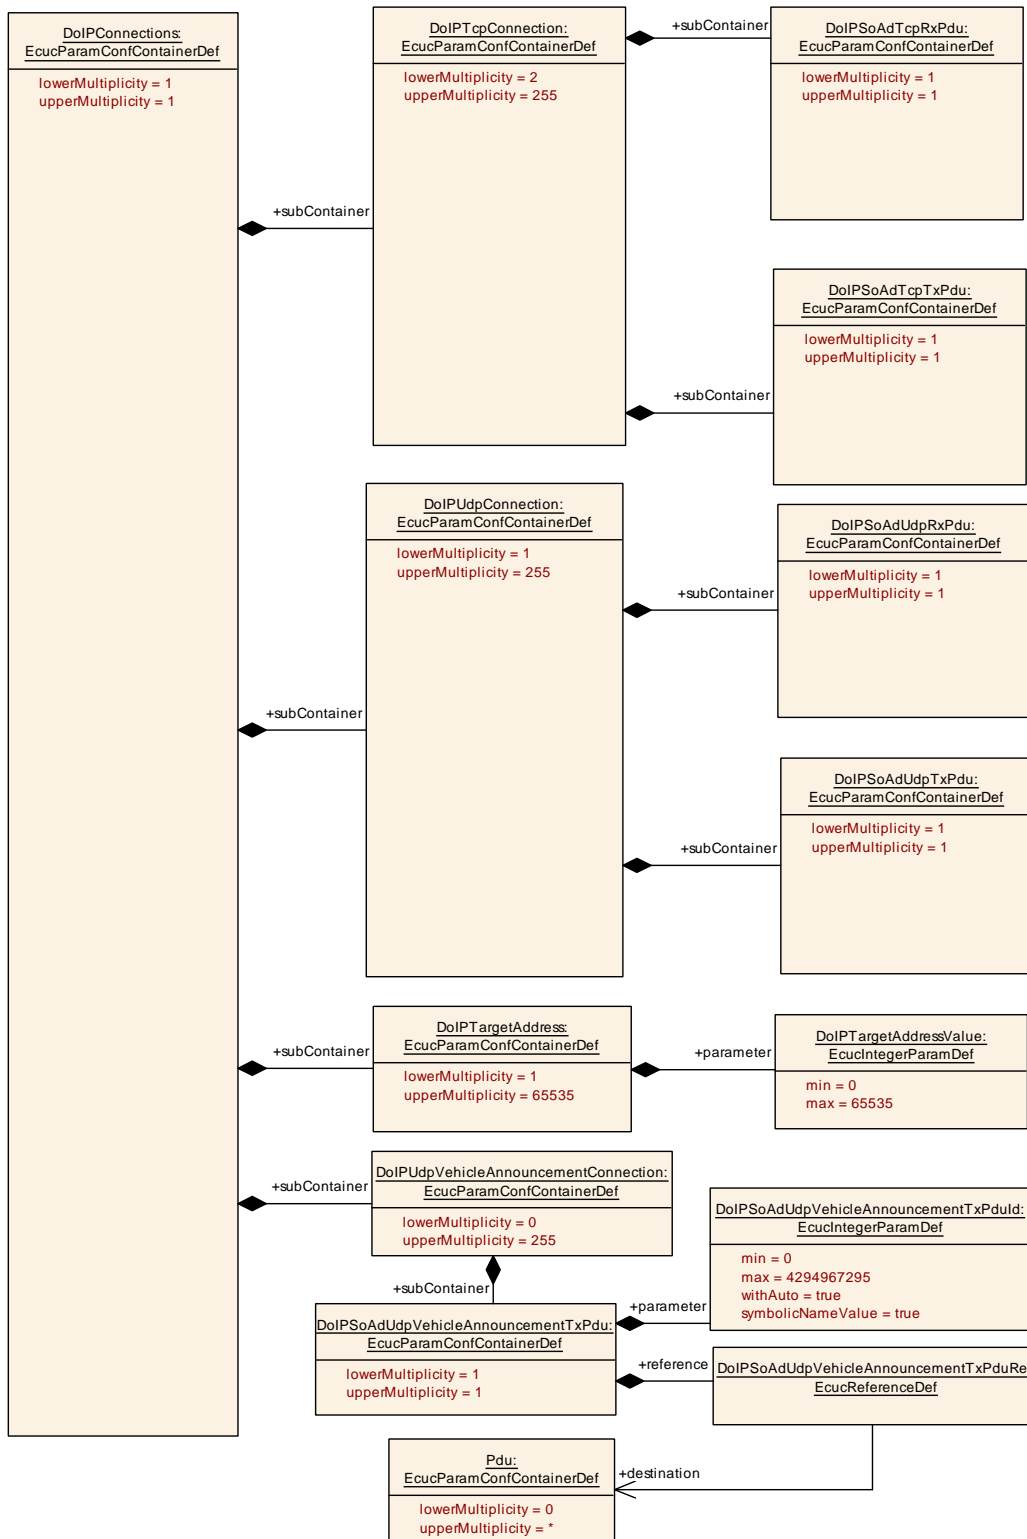 DoIPConnections:
EcucParamConfContainerDef
lowerMultiplicity = 1
upperMultiplicity = 1
+subContainer
DoIPTcpConnection:
EcucParamConfContainerDef
lowerMultiplicity = 2
upperMultiplicity = 255
+subContainer
DoIPSoAdTcpRxPdu:
EcucParamConfContainerDef
lowerMultiplicity = 1
upperMultiplicity = 1
+subContainer
DoIPSoAdTcpTxPdu:
EcucParamConfContainerDef
lowerMultiplicity = 1
upperMultiplicity = 1
+subContainer
DoIPUdpConnection:
EcucParamConfContainerDef
lowerMultiplicity = 1
upperMultiplicity = 255
+subContainer
DoIPSoAdUdpRxPdu:
EcucParamConfContainerDef
lowerMultiplicity = 1
upperMultiplicity = 1
+subContainer
DoIPSoAdUdpTxPdu:
EcucParamConfContainerDef
lowerMultiplicity = 1
upperMultiplicity = 1
+subContainer
DoIPTargetAddress:
EcucParamConfContainerDef
lowerMultiplicity = 1
upperMultiplicity = 65535
+parameter
DoIPTargetAddressValue:
EcucIntegerParamDef
min = 0
max = 65535
+subContainer
DoIPUdpVehicleAnnouncementConnection:
EcucParamConfContainerDef
lowerMultiplicity = 0
upperMultiplicity = 255
+subContainer
DoIPSoAdUdpVehicleAnnouncementTxPdu:
EcucParamConfContainerDef
lowerMultiplicity = 1
upperMultiplicity = 1
+parameter
DoIPSoAdUdpVehicleAnnouncementTxPduId:
EcucIntegerParamDef
min = 0
max = 4294967295
withAuto = true
symbolicNameValue = true
+reference
DoIPSoAdUdpVehicleAnnouncementTxPduRe
EcucReferenceDef
+destination
Pdu:
EcucParamConfContainerDef
lowerMultiplicity = 0
upperMultiplicity = *